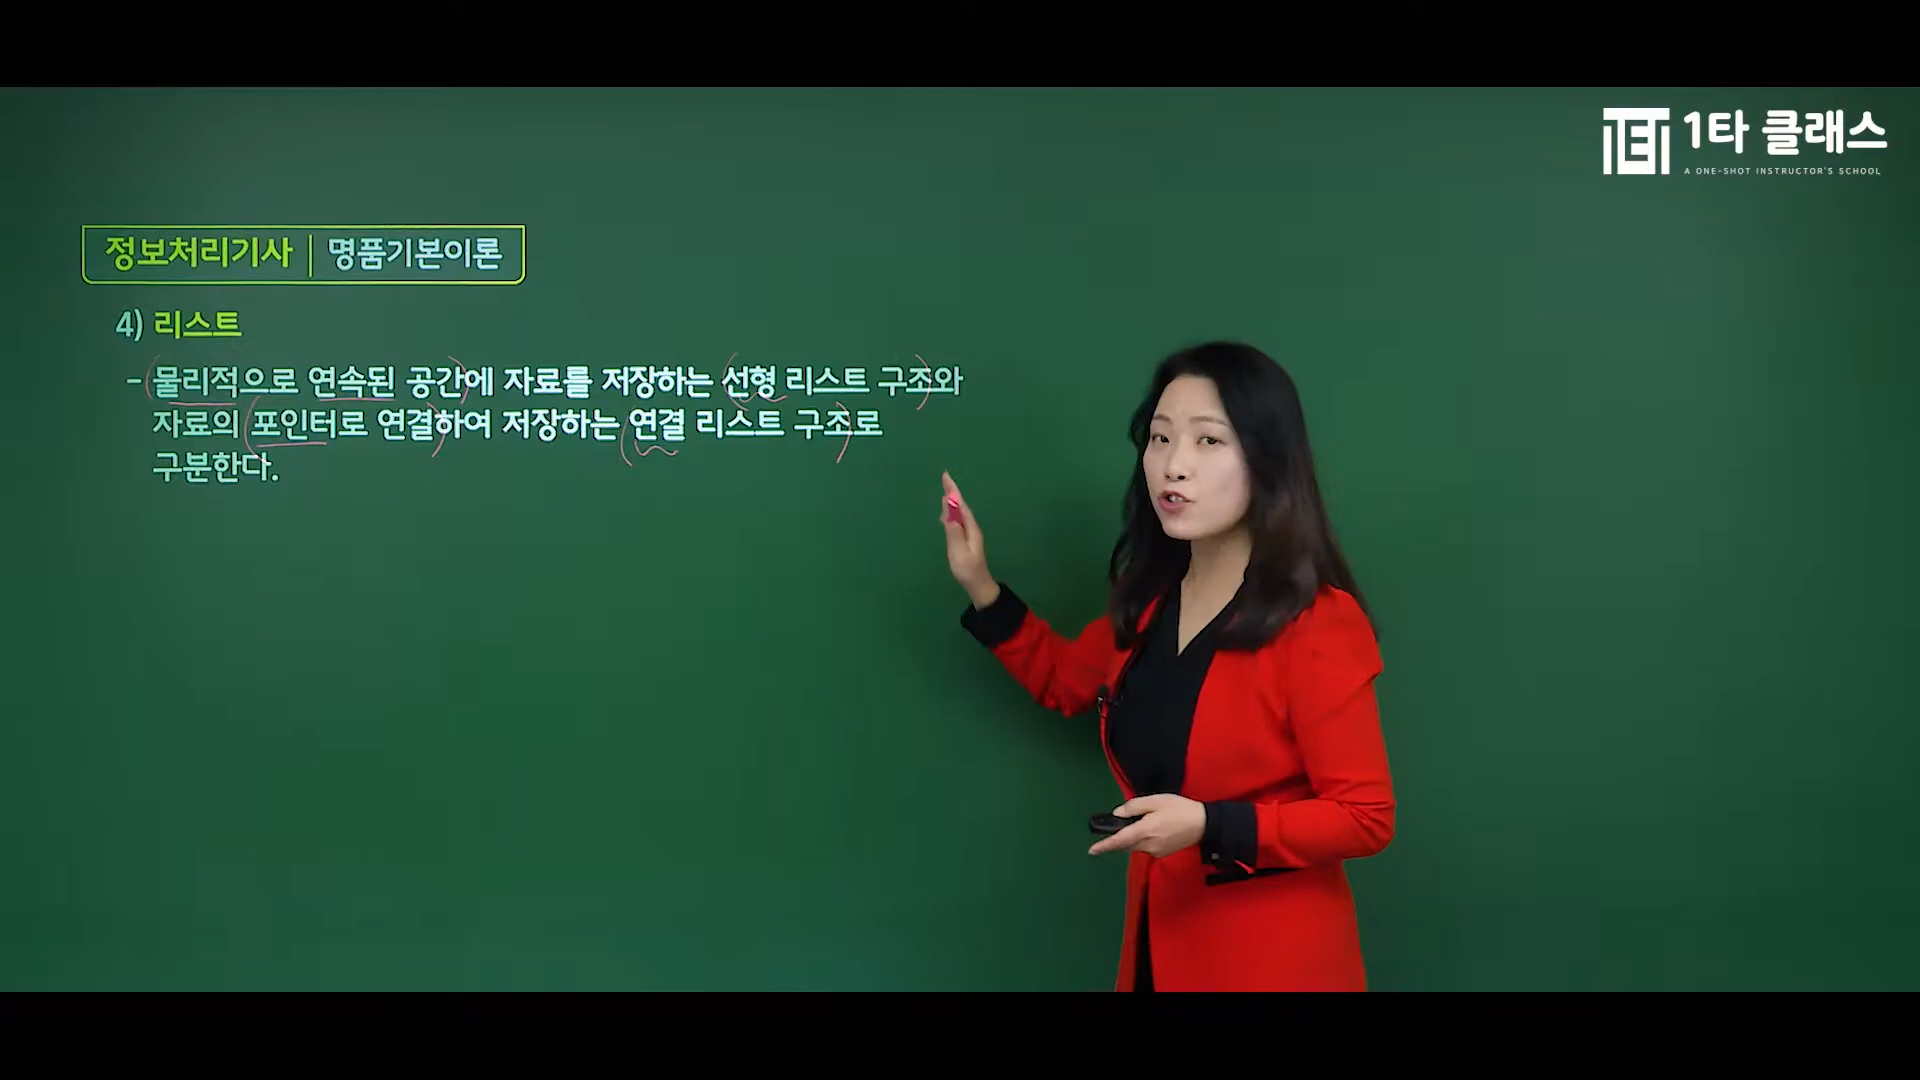 1타 클래스
A ONE-SHOT INSTRUCTOR'S SCHOOL
정보처리기사 | 명품기본이론
4) 리스트
- 물리적으로 연속된 공간에 자료를 저장하는 선형 리스트 구조와
자료의 포인터로 연결하여 저장하는 연결 리스트 구조로
구분한다.